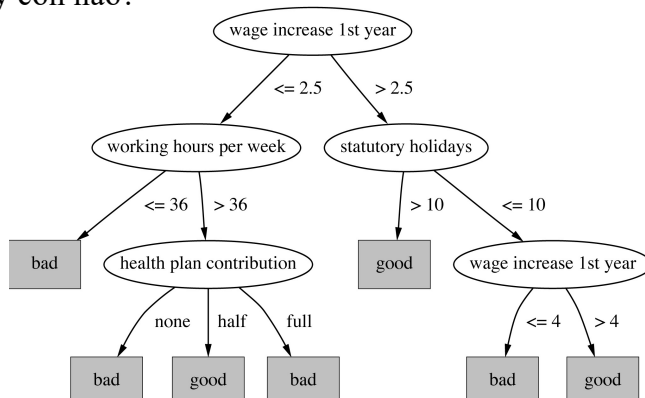 wage increase 1st year
<= 2.5 > 2.5
working hours per week statutory holidays
<= 36 > 36 > 10 <= 10
bad health plan contribution good wage increase 1st year
none half full <= 4 > 4
bad good bad bad good